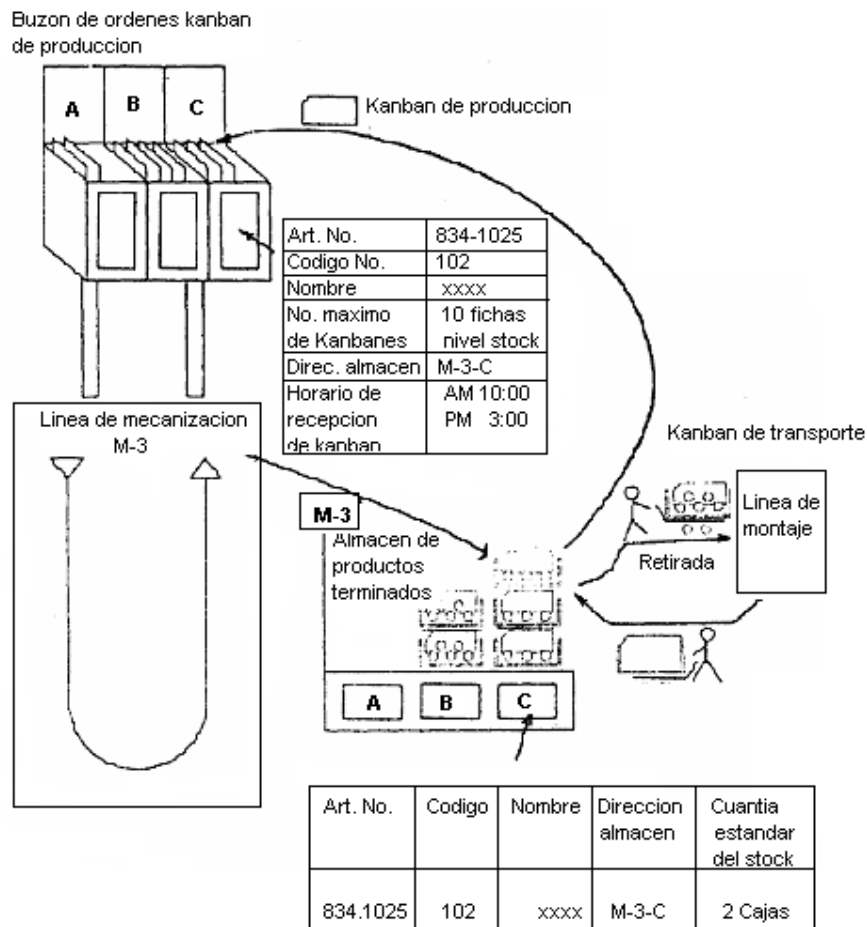 Buzon de ordenes kanban
de produccion
A B C
Kanban de produccion
Art. No. 834-1025
Codigo No. 102
Nombre xxxx
No. maximo 10 fichas
de Kanbanes nivel stock
Direc. almacen M-3-C
Horario de AM 10:00
recepcion PM 3:00
de kanban
Linea de mecanizacion
M-3
Kanban de transporte
M-3
Almacen de
productos
terminados
Linea de
montaje
Retirada
A B C
Art. No. Codigo Nombre Direccion Cuantia
almacen estandar
del stock
834.1025 102 xxxx M-3-C 2 Cajas